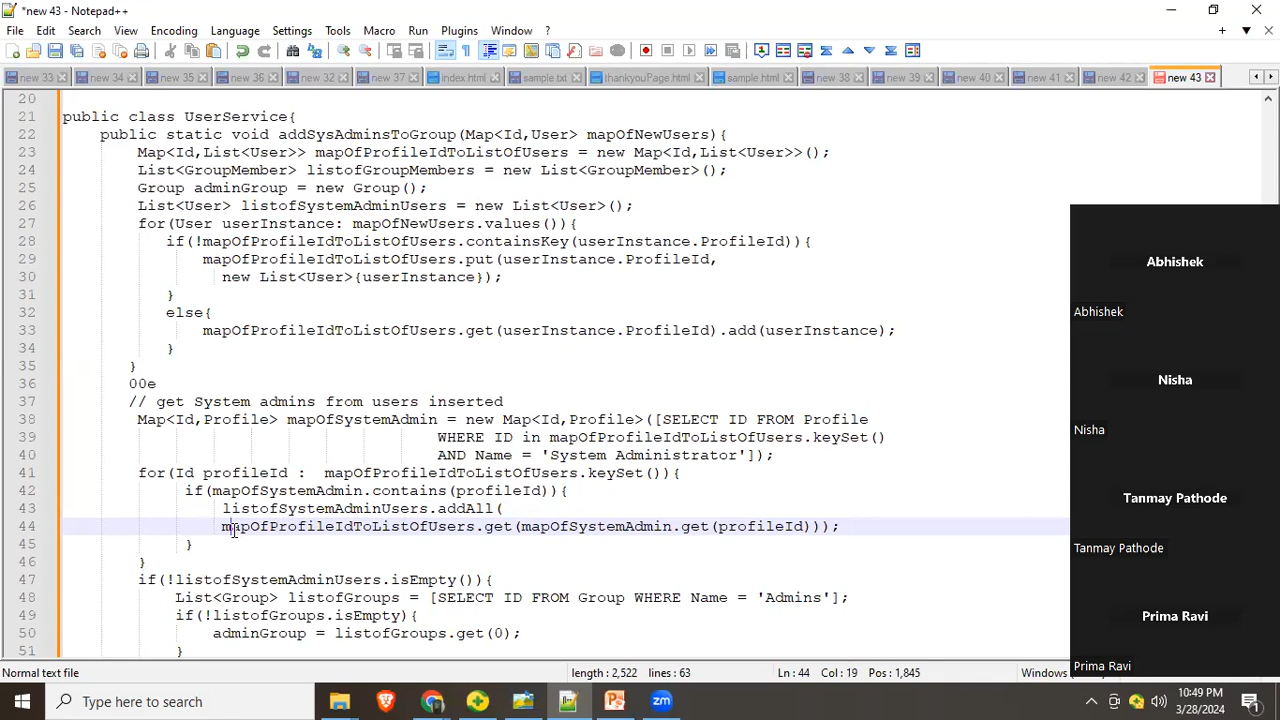 *new 43 - Notepad++
File Edit Search View Encoding Language Settings Tools Macro Run Plugins Window ?
new 33 new 34 new 35 new 36 new 32 new 37 index.html sample.txt thankyouPage.html sample.html new 38 new 39 new 40 new 41 new 42 new 43
20
21 public class UserService{
22 public static void addSysAdminsToGroup(Map<Id,User> mapOfNewUsers){
23 Map<Id,List<User>> mapOfProfileIdToListOfUsers = new Map<Id,List<User>>();
24 List<GroupMember> listofGroupMembers = new List<GroupMember>();
25 Group adminGroup = new Group();
26 List<User> listofSystemAdminUsers = new List<User>();
27 for(User userInstance: mapOfNewUsers.values()){
28 if(!mapOfProfileIdToListOfUsers.containsKey(userInstance.ProfileId)){
29 mapOfProfileIdToListOfUsers.put(userInstance.ProfileId,
30 new List<User>{userInstance});
31 }
32 else{
33 mapOfProfileIdToListOfUsers.get(userInstance.ProfileId).add(userInstance);
34 }
35 }
36 00e
37 // get System admins from users inserted
38 Map<Id,Profile> mapOfSystemAdmin = new Map<Id,Profile>([SELECT ID FROM Profile
39 WHERE ID in mapOfProfileIdToListOfUsers.keySet()
40 AND Name = 'System Administrator']);
41 for(Id profileId : mapOfProfileIdToListOfUsers.keySet()){
42 if(mapOfSystemAdmin.contains(profileId)){
43 listofSystemAdminUsers.addAll(
44 mapOfProfileIdToListOfUsers.get(mapOfSystemAdmin.get(profileId)));
45 }
46 }
47 if(!listofSystemAdminUsers.isEmpty()){
48 List<Group> listofGroups = [SELECT ID FROM Group WHERE Name = 'Admins'];
49 if(!listofGroups.isEmpty){
50 adminGroup = listofGroups.get(0);
51 }
Abhishek
Abhishek
Nisha
Nisha
Tanmay Pathode
Tanmay Pathode
Prima Ravi
Prima Ravi
Normal text file length : 2,522 lines : 63 Ln : 44 Col : 19 Pos : 1,845 Windows (
Type here to search
10:49 PM
3/28/2024